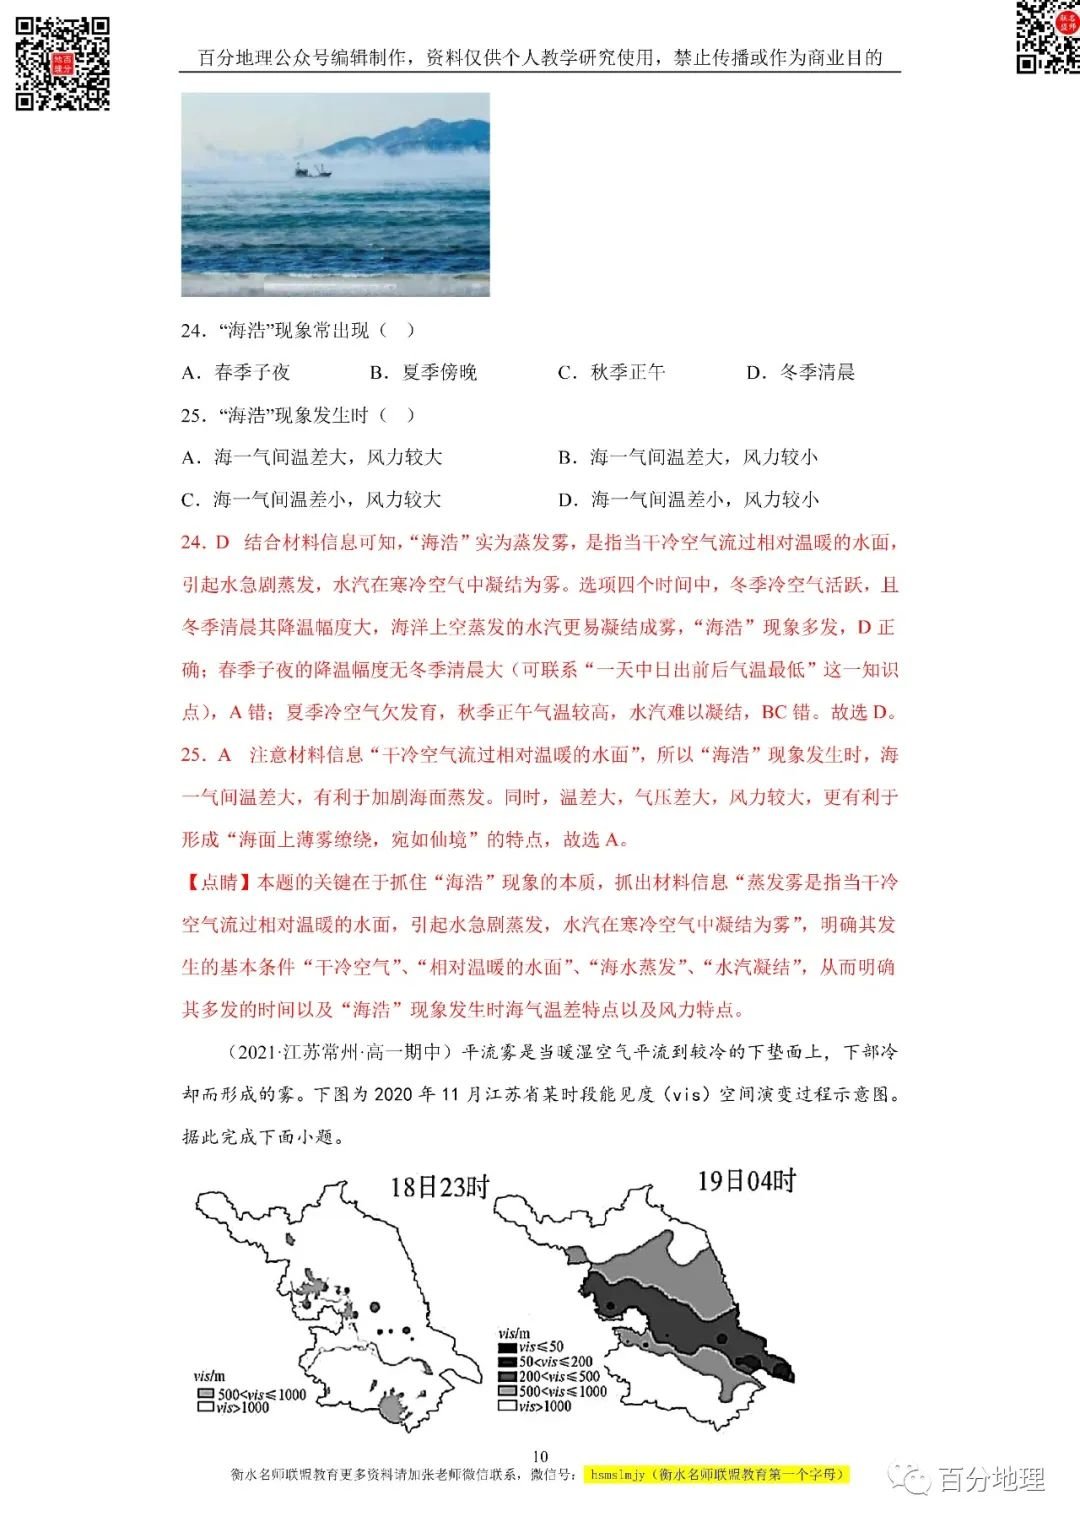 百分地理公众号编辑制作，资料仅供个人教学研究使用，禁止传播或作为商业目的
24．“海浩”现象常出现（ ）
A．春季子夜 B．夏季傍晚 C．秋季正午 D．冬季清晨
25．“海浩”现象发生时（ ）
A．海一气间温差大，风力较大 B．海一气间温差大，风力较小
C．海一气间温差小，风力较大 D．海一气间温差小，风力较小
24．D 结合材料信息可知，“海浩”实为蒸发雾，是指当干冷空气流过相对温暖的水面，
引起水急剧蒸发，水汽在寒冷空气中凝结为雾。选项四个时间中，冬季冷空气活跃，且
冬季清晨其降温幅度大，海洋上空蒸发的水汽更易凝结成雾，“海浩”现象多发，D 正
确；春季子夜的降温幅度无冬季清晨大（可联系“一天中日出前后气温最低”这一知识
点），A 错；夏季冷空气欠发育，秋季正午气温较高，水汽难以凝结，BC 错。故选 D。
25．A 注意材料信息“干冷空气流过相对温暖的水面”，所以“海浩”现象发生时，海
一气间温差大，有利于加剧海面蒸发。同时，温差大，气压差大，风力较大，更有利于
形成“海面上薄雾缭绕，宛如仙境”的特点，故选 A。
【点睛】本题的关键在于抓住“海浩”现象的本质，抓出材料信息“蒸发雾是指当干冷
空气流过相对温暖的水面，引起水急剧蒸发，水汽在寒冷空气中凝结为雾”，明确其发
生的基本条件“干冷空气”、“相对温暖的水面”、“海水蒸发”、“水汽凝结”，从而明确
其多发的时间以及“海浩”现象发生时海气温差特点以及风力特点。
（2021·江苏常州·高一期中）平流雾是当暖湿空气平流到较冷的下垫面上，下部冷
却而形成的雾。下图为 2020 年 11 月江苏省某时段能见度（vis）空间演变过程示意图。
据此完成下面小题。
18日23时
19日04时
vis/m
500<vis≤1000
vis>1000
vis/m
vis≤50
50<vis≤200
200<vis≤500
500<vis≤1000
vis>1000
10
衡水名师联盟教育更多资料请加张老师微信联系，微信号： hsmslmjy（衡水名师联盟教育第一个字母）
百分地理